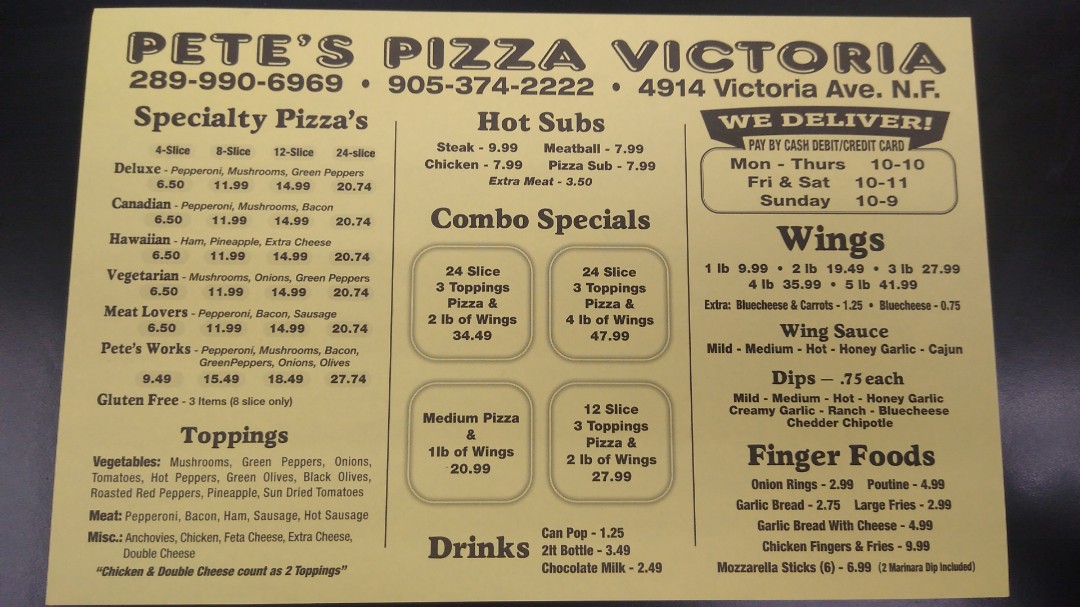 PETE'S PIZZA VICTORIA
289-990-6969 • 905-374-2222 • 4914 Victoria Ave. N.F.
Specialty Pizza's
4-Slice 8-Slice 12-Slice 24-slice
Deluxe - Pepperoni, Mushrooms, Green Peppers
6.50 11.99 14.99 20.74
Canadian - Pepperoni, Mushrooms, Bacon
6.50 11.99 14.99 20.74
Hawaiian - Ham, Pineapple, Extra Cheese
6.50 11.99 14.99 20.74
Vegetarian - Mushrooms, Onions, Green Peppers
6.50 11.99 14.99 20.74
Meat Lovers - Pepperoni, Bacon, Sausage
6.50 11.99 14.99 20.74
Pete's Works - Pepperoni, Mushrooms, Bacon,
GreenPeppers, Onions, Olives
9.49 15.49 18.49 27.74
Gluten Free - 3 Items (8 slice only)
Toppings
Vegetables: Mushrooms, Green Peppers, Onions,
Tomatoes, Hot Peppers, Green Olives, Black Olives,
Roasted Red Peppers, Pineapple, Sun Dried Tomatoes
Meat: Pepperoni, Bacon, Ham, Sausage, Hot Sausage
Misc.: Anchovies, Chicken, Feta Cheese, Extra Cheese,
Double Cheese
"Chicken & Double Cheese count as 2 Toppings"
Hot Subs
Steak - 9.99 Meatball - 7.99
Chicken - 7.99 Pizza Sub - 7.99
Extra Meat - 3.50
Combo Specials
24 Slice
3 Toppings
Pizza &
2 lb of Wings
34.49
24 Slice
3 Toppings
Pizza &
4 lb of Wings
47.99
Medium Pizza
&
1lb of Wings
20.99
12 Slice
3 Toppings
Pizza &
2 lb of Wings
27.99
Drinks
Can Pop - 1.25
2lt Bottle - 3.49
Chocolate Milk - 2.49
WE DELIVER!
PAY BY CASH DEBIT/CREDIT CARD
Mon - Thurs 10-10
Fri & Sat 10-11
Sunday 10-9
Wings
1 lb 9.99 • 2 lb 19.49 • 3 lb 27.99
4 lb 35.99 • 5 lb 41.99
Extra: Bluecheese & Carrots - 1.25 • Bluecheese - 0.75
Wing Sauce
Mild - Medium - Hot - Honey Garlic - Cajun
Dips – .75 each
Mild - Medium - Hot - Honey Garlic
Creamy Garlic - Ranch - Bluecheese
Chedder Chipotle
Finger Foods
Onion Rings - 2.99 Poutine - 4.99
Garlic Bread - 2.75 Large Fries - 2.99
Garlic Bread With Cheese - 4.99
Chicken Fingers & Fries - 9.99
Mozzarella Sticks (6) - 6.99 (2 Marinara Dip Included)